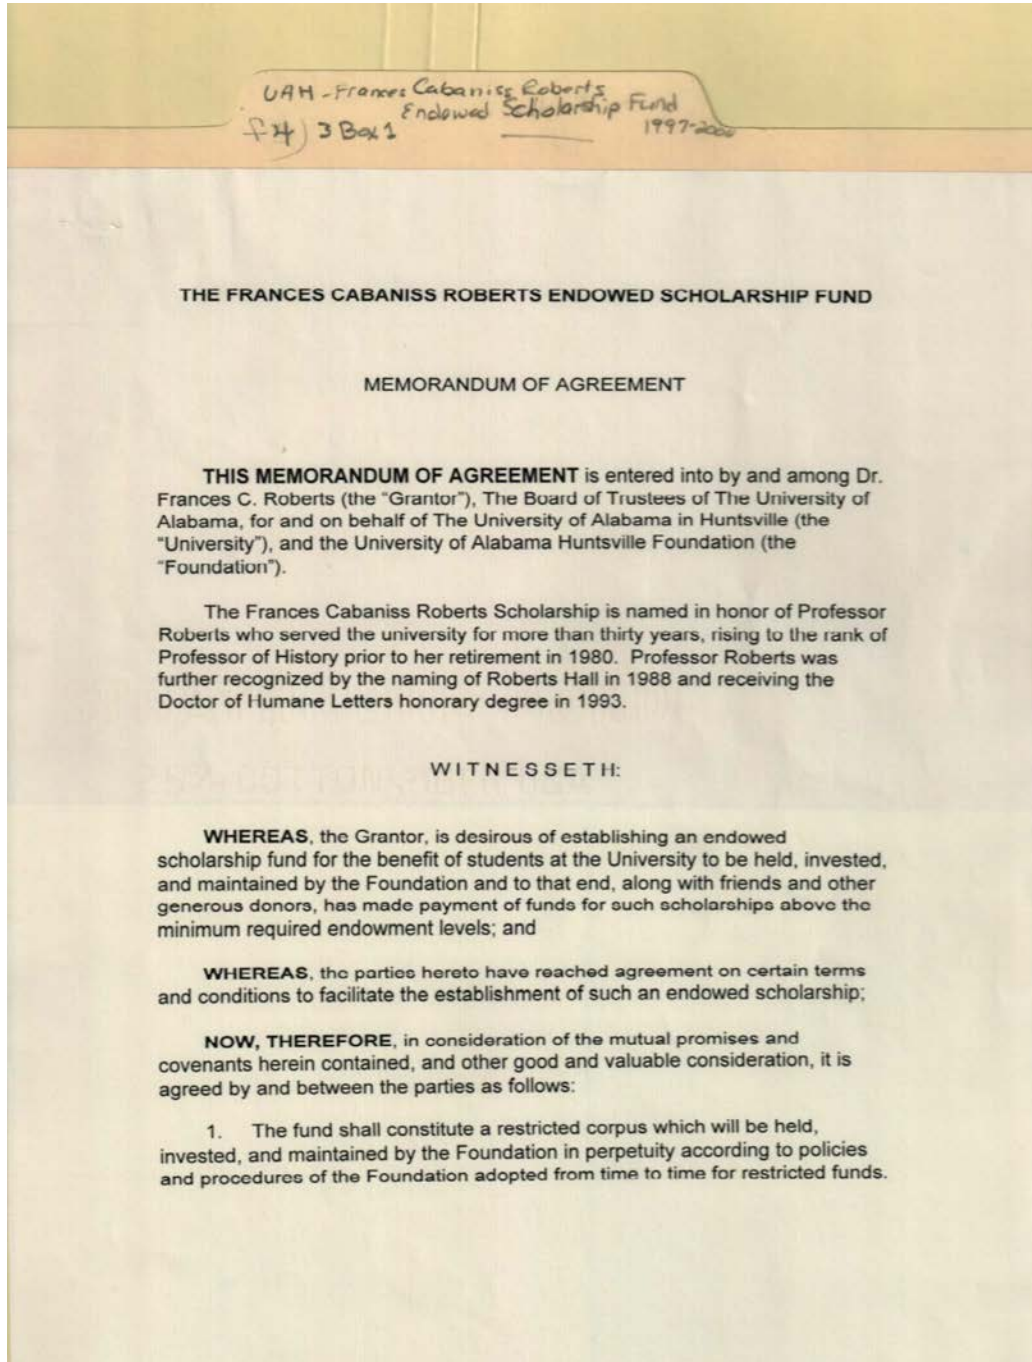 UAH - Frances Cabaniss Roberts
Endowed Scholarship Fund
f4) 3 Box 1
1997-2000
THE FRANCES CABANISS ROBERTS ENDOWED SCHOLARSHIP FUND
MEMORANDUM OF AGREEMENT
THIS MEMORANDUM OF AGREEMENT is entered into by and among Dr.
Frances C. Roberts (the “Grantor”), The Board of Trustees of The University of
Alabama, for and on behalf of The University of Alabama in Huntsville (the
“University”), and the University of Alabama Huntsville Foundation (the
“Foundation”).
The Frances Cabaniss Roberts Scholarship is named in honor of Professor
Roberts who served the university for more than thirty years, rising to the rank of
Professor of History prior to her retirement in 1980. Professor Roberts was
further recognized by the naming of Roberts Hall in 1988 and receiving the
Doctor of Humane Letters honorary degree in 1993.
WITNESSETH:
WHEREAS, the Grantor, is desirous of establishing an endowed
scholarship fund for the benefit of students at the University to be held, invested,
and maintained by the Foundation and to that end, along with friends and other
generous donors, has made payment of funds for such scholarships above the
minimum required endowment levels; and
WHEREAS, the parties hereto have reached agreement on certain terms
and conditions to facilitate the establishment of such an endowed scholarship;
NOW, THEREFORE, in consideration of the mutual promises and
covenants herein contained, and other good and valuable consideration, it is
agreed by and between the parties as follows:
1. The fund shall constitute a restricted corpus which will be held,
invested, and maintained by the Foundation in perpetuity according to policies
and procedures of the Foundation adopted from time to time for restricted funds.